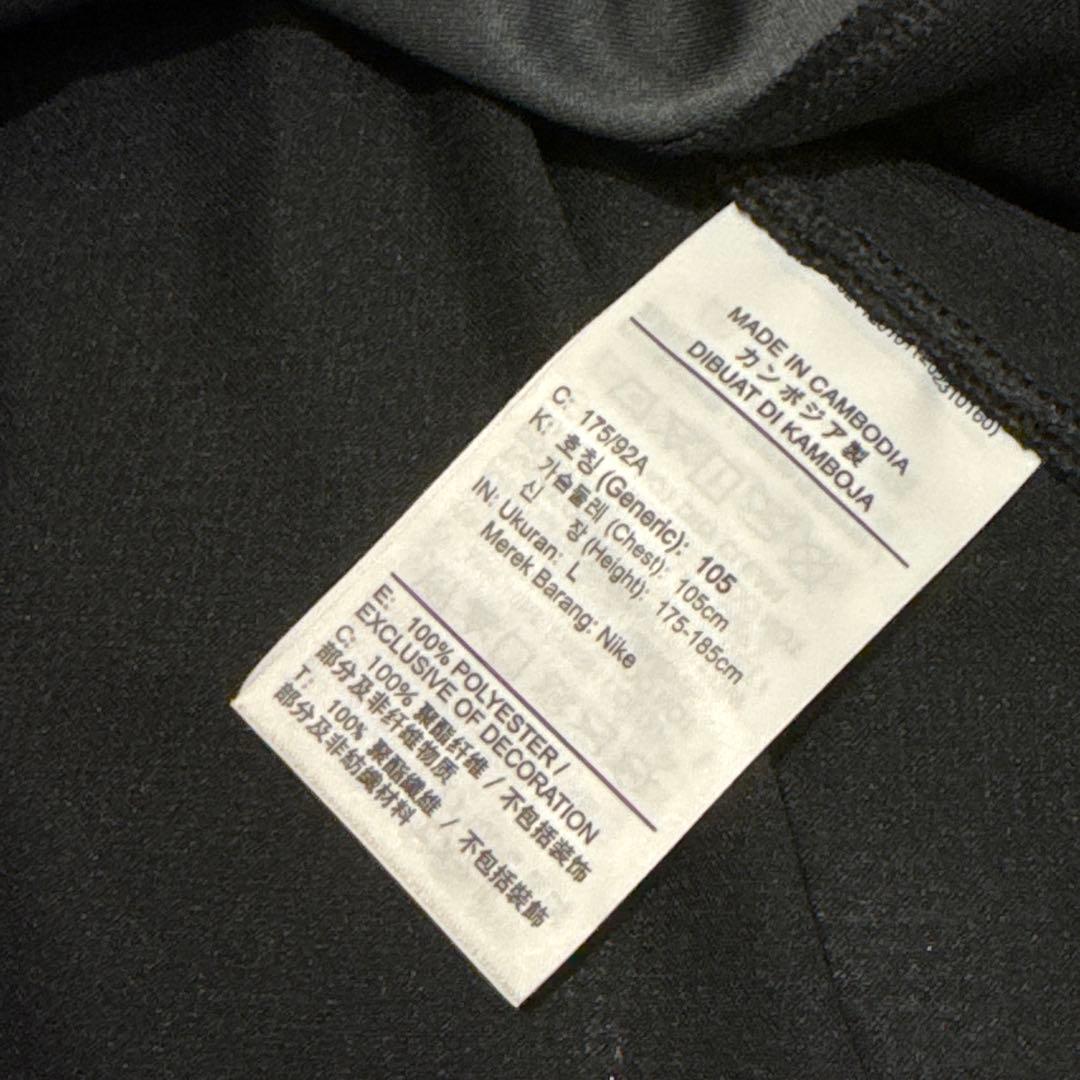 MADE IN CAMBODIA
カンボジア製
DIBUAT DI KAMBOJA
C: 175/92A
K: 호칭 (Generic): 105
가슴둘레 (Chest): 105cm
신 장 (Height): 175-185cm
IN: Ukuran: L
Merek Barang: Nike
E: 100% POLYESTER/
EXCLUSIVE OF DECORATION
C: 100% 聚酯纤维 / 不包括装饰
部分及非纤维物质
T: 100% 聚酯纖維 / 不包括裝飾
部分及非紡織材料